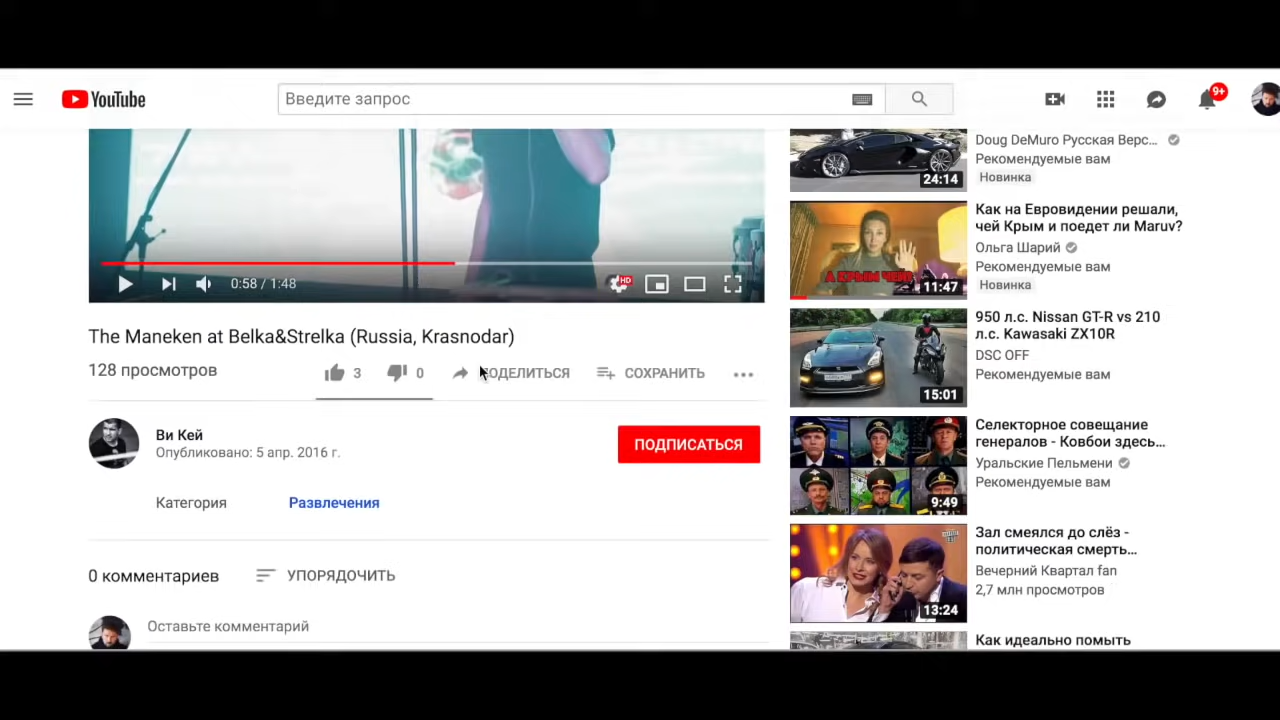 YouTube
Введите запрос
9+
0:58 / 1:48
HD
The Maneken at Belka&Strelka (Russia, Krasnodar)
128 просмотров
3
0
ПОДЕЛИТЬСЯ
СОХРАНИТЬ
Ви Кей
Опубликовано: 5 апр. 2016 г.
ПОДПИСАТЬСЯ
Категория
Развлечения
0 комментариев
УПОРЯДОЧИТЬ
Оставьте комментарий
24:14
Doug DeMuro Русская Верс...
Рекомендуемые вам
Новинка
А КРЫМ ЧЕЙ?
11:47
Как на Евровидении решали,
чей Крым и поедет ли Maruv?
Ольга Шарий
Рекомендуемые вам
Новинка
15:01
950 л.с. Nissan GT-R vs 210
л.с. Kawasaki ZX10R
DSC OFF
Рекомендуемые вам
9:49
Селекторное совещание
генералов - Ковбои здесь...
Уральские Пельмени
Рекомендуемые вам
13:24
Зал смеялся до слёз -
политическая смерть...
Вечерний Квартал fan
2,7 млн просмотров
Как идеально помыть